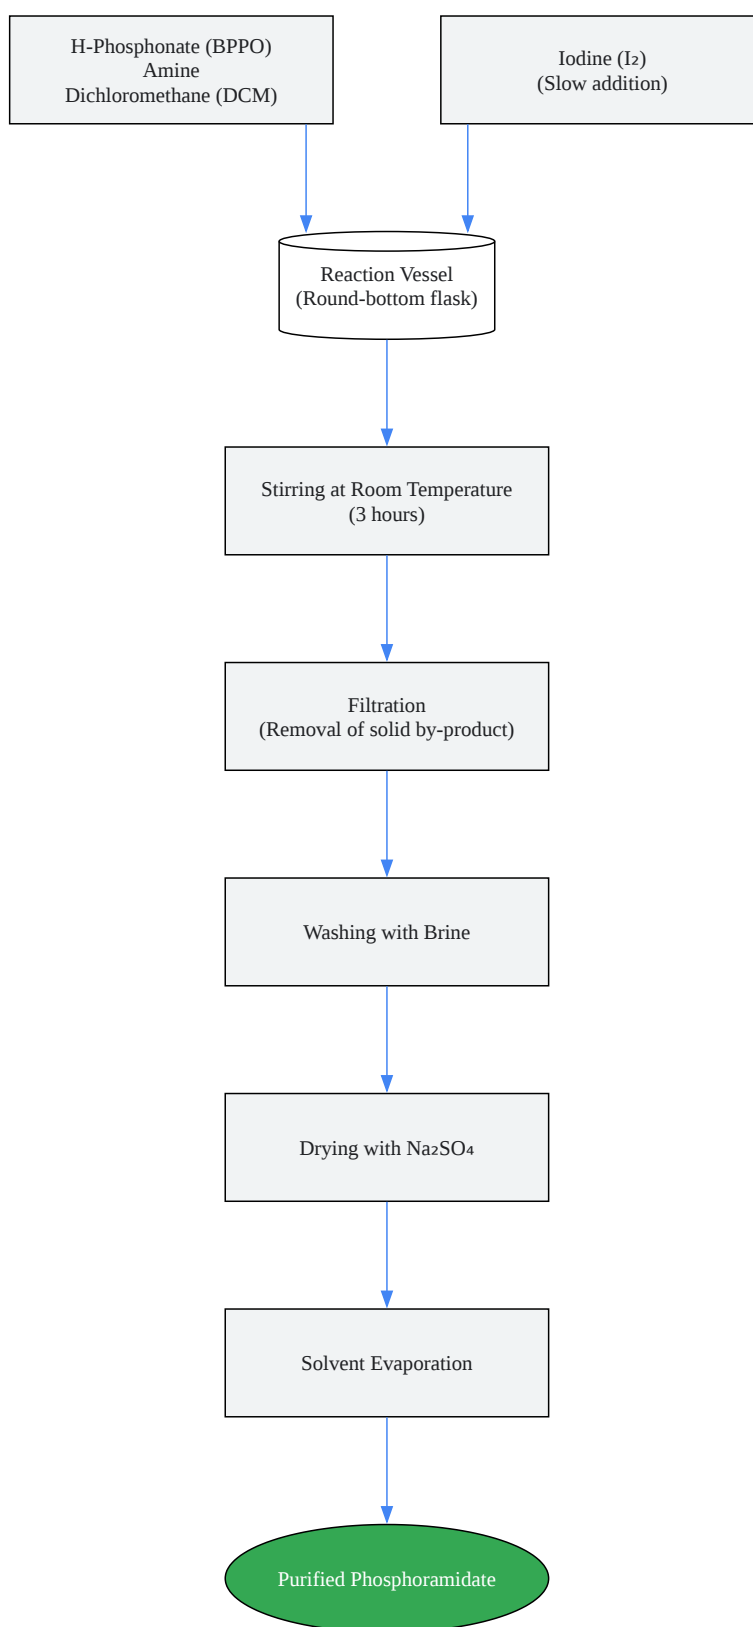 H-Phosphonate (BPPO)
Amine
Dichloromethane (DCM)
Iodine (I₂)
(Slow addition)
Reaction Vessel
(Round-bottom flask)
Stirring at Room Temperature
(3 hours)
Filtration
(Removal of solid by-product)
Washing with Brine
Drying with Na₂SO₄
Solvent Evaporation
Purified Phosphoramidate